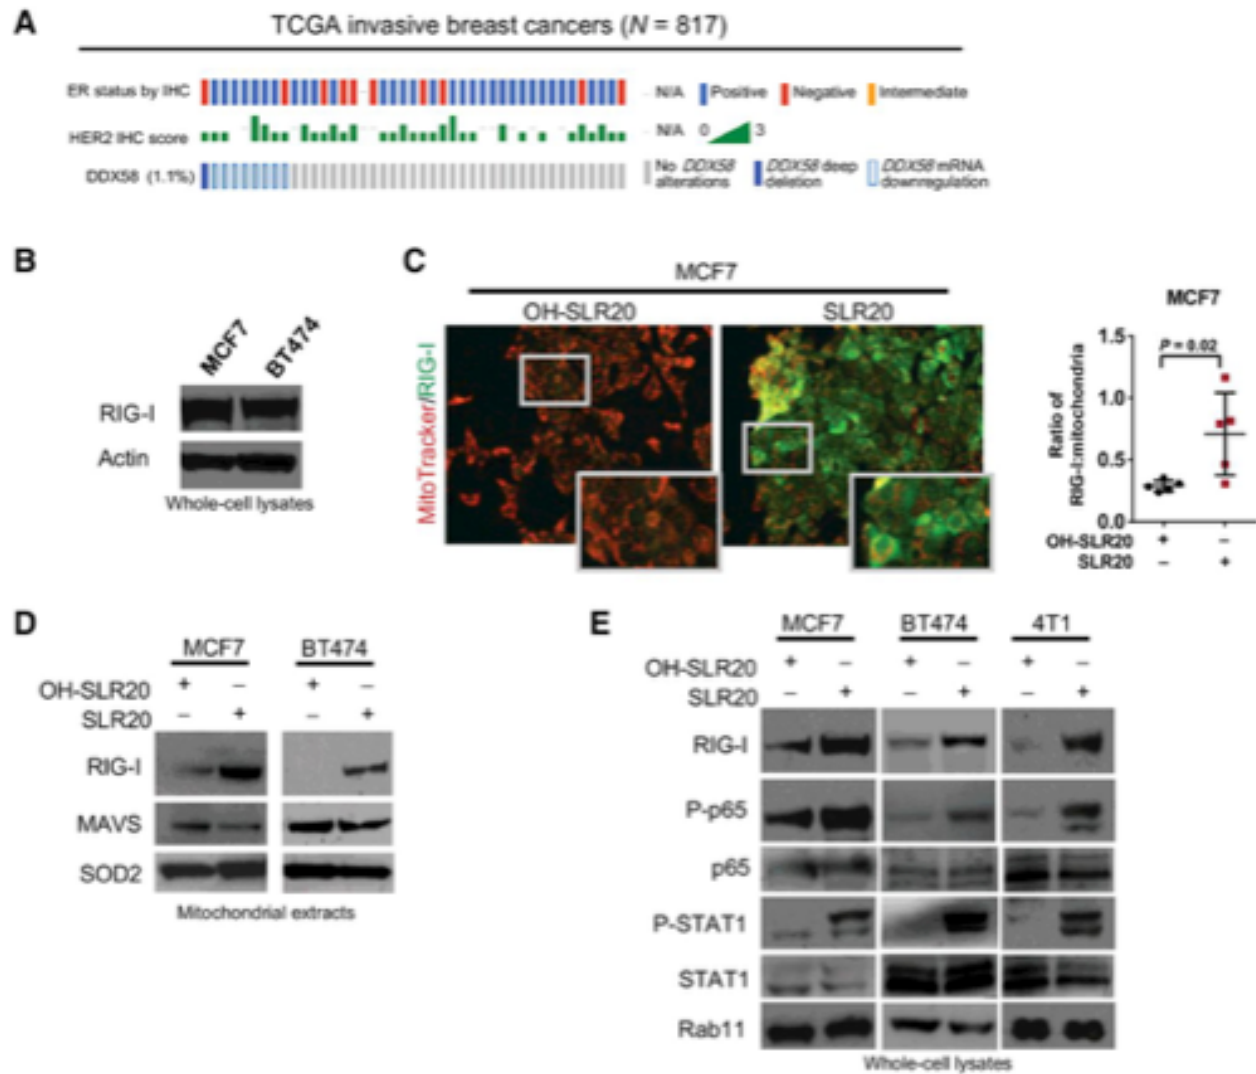 A
TCGA invasive breast cancers (N = 817)
ER status by IHC
N/A Positive Negative Intermediate
HER2 IHC score
N/A 0 3
DDX58 (1.1%)
No DDX58 alterations
DDX58 deep deletion
DDX58 mRNA downregulation
B
MCF7 BT474
RIG-I
Actin
Whole-cell lysates
C
MCF7
OH-SLR20 SLR20
MitoTracker/RIG-I
MCF7
P = 0.02
Ratio of
RIG-I:mitochondria
1.5
1.0
0.5
0.0
OH-SLR20 + –
SLR20 – +
D
MCF7 BT474
OH-SLR20 + – + –
SLR20 – + – +
RIG-I
MAVS
SOD2
Mitochondrial extracts
E
MCF7 BT474 4T1
OH-SLR20 + – + – + –
SLR20 – + – + – +
RIG-I
P-p65
p65
P-STAT1
STAT1
Rab11
Whole-cell lysates